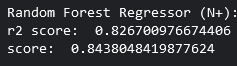 Random Forest Regressor (N+):
r2 score:  0.826700976674406
score:  0.8438048419877624